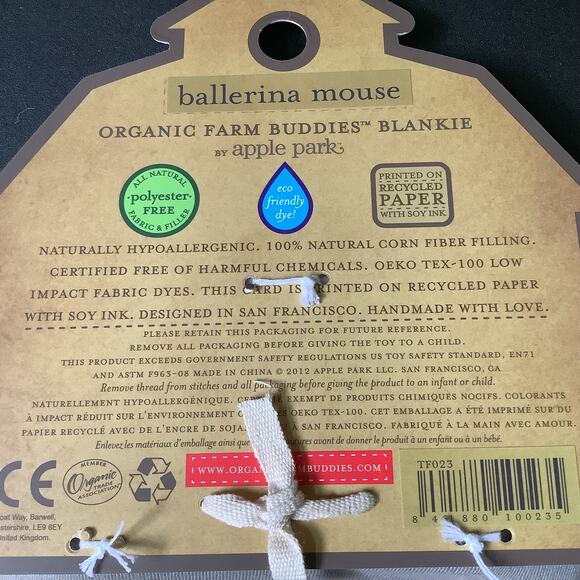 ballerina mouse
ORGANIC FARM BUDDIES™ BLANKIE
BY apple park
ALL NATURAL
polyester-
FREE
FABRIC & FILLER
eco
friendly
dye!
PRINTED ON
RECYCLED
PAPER
WITH SOY INK
NATURALLY HYPOALLERGENIC. 100% NATURAL CORN FIBER FILLING.
CERTIFIED FREE OF HARMFUL CHEMICALS. OEKO TEX-100 LOW
IMPACT FABRIC DYES. THIS CARD IS PRINTED ON RECYCLED PAPER
WITH SOY INK. DESIGNED IN SAN FRANCISCO. HANDMADE WITH LOVE.
PLEASE RETAIN THIS PACKAGING FOR FUTURE REFERENCE.
REMOVE ALL PACKAGING BEFORE GIVING THE TOY TO A CHILD.
THIS PRODUCT EXCEEDS GOVERNMENT SAFETY REGULATIONS US TOY SAFETY STANDARD, EN71
AND ASTM F963-08 MADE IN CHINA © 2012 APPLE PARK LLC. SAN FRANCISCO, CA
Remove thread from stitches and all packaging before giving the product to an infant or child.
NATURELLEMENT HYPOALLERGÉNIQUE. EXEMPT DE PRODUITS CHIMIQUES NOCIFS. COLORANTS
À IMPACT RÉDUIT SUR L'ENVIRONNEMENT OEKO TEX-100. CET EMBALLAGE A ÉTÉ IMPRIMÉ SUR DU
PAPIER RECYCLÉ AVEC DE L'ENCRE DE SOJA. À SAN FRANCISCO. FABRIQUÉ À LA MAIN AVEC AMOUR.
Enlevez les matériaux d'emballage ainsi que avant de donner le produit à un enfant ou à un bébé.
CE
MEMBER
Organic
TRADE
ASSOCIATION
WWW.ORGANICFARMBUDDIES.COM
TF023
8 880 100235
oat Way, Barwell,
estershire, LE9 8EY
United Kingdom.